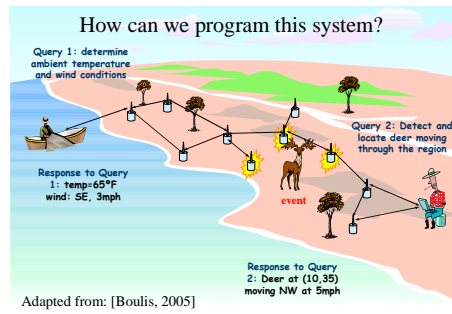 How can we program this system?
Query 1: determine
ambient temperature
and wind conditions
Query 2: Detect and
locate deer moving
through the region
Response to Query
1: temp=65ºF
wind: SE, 3mph
event
Response to Query
2: Deer at (10,35)
moving NW at 5mph
Adapted from: [Boulis, 2005]